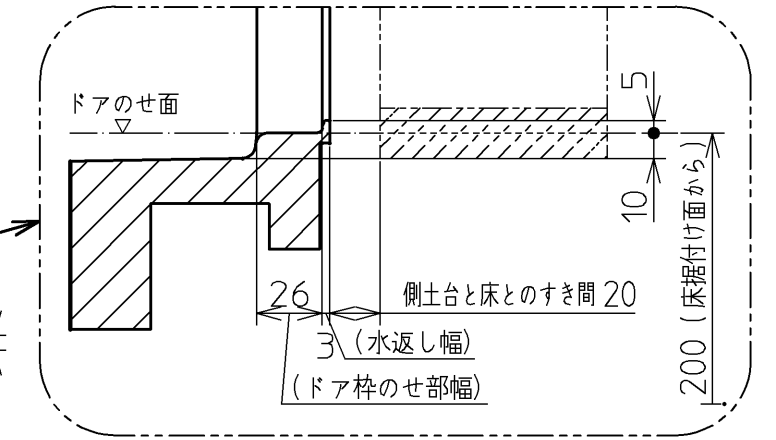 ドアのせ面
5
10
26
側土台と床とのすき間 20
3
(水返し幅)
(ドア枠のせ部幅)
200 (床据付け面から)